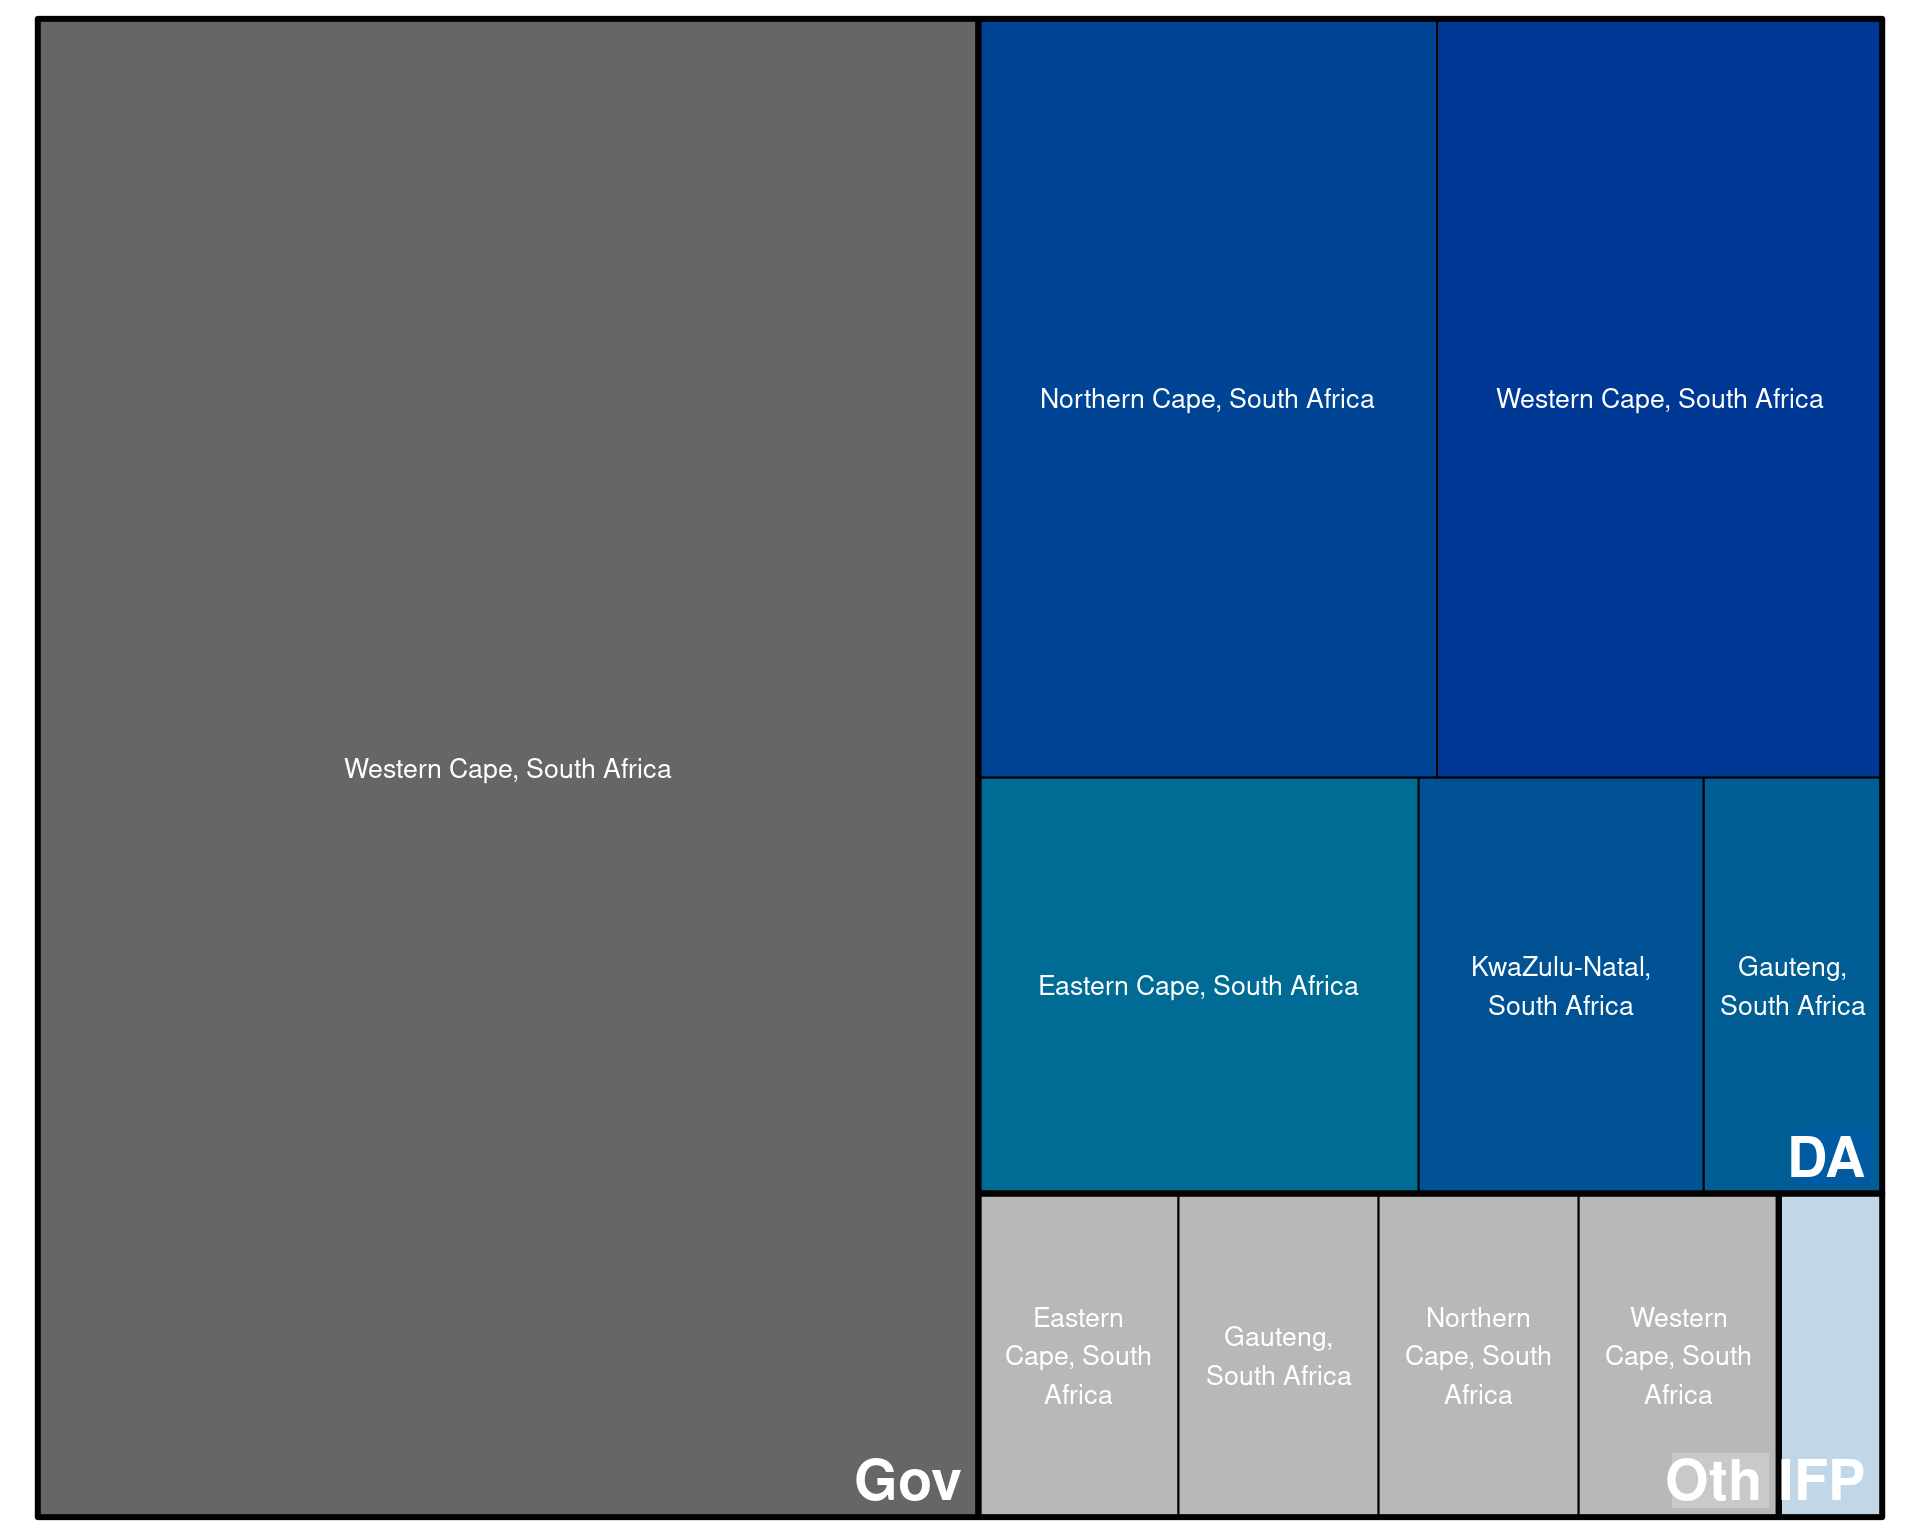 Western Cape, South Africa
Gov
Northern Cape, South Africa
Western Cape, South Africa
Eastern Cape, South Africa
KwaZulu-Natal,
South Africa
Gauteng,
South Africa
DA
Eastern
Cape, South
Africa
Gauteng,
South Africa
Northern
Cape, South
Africa
Western
Cape, South
Africa
Oth
IFP